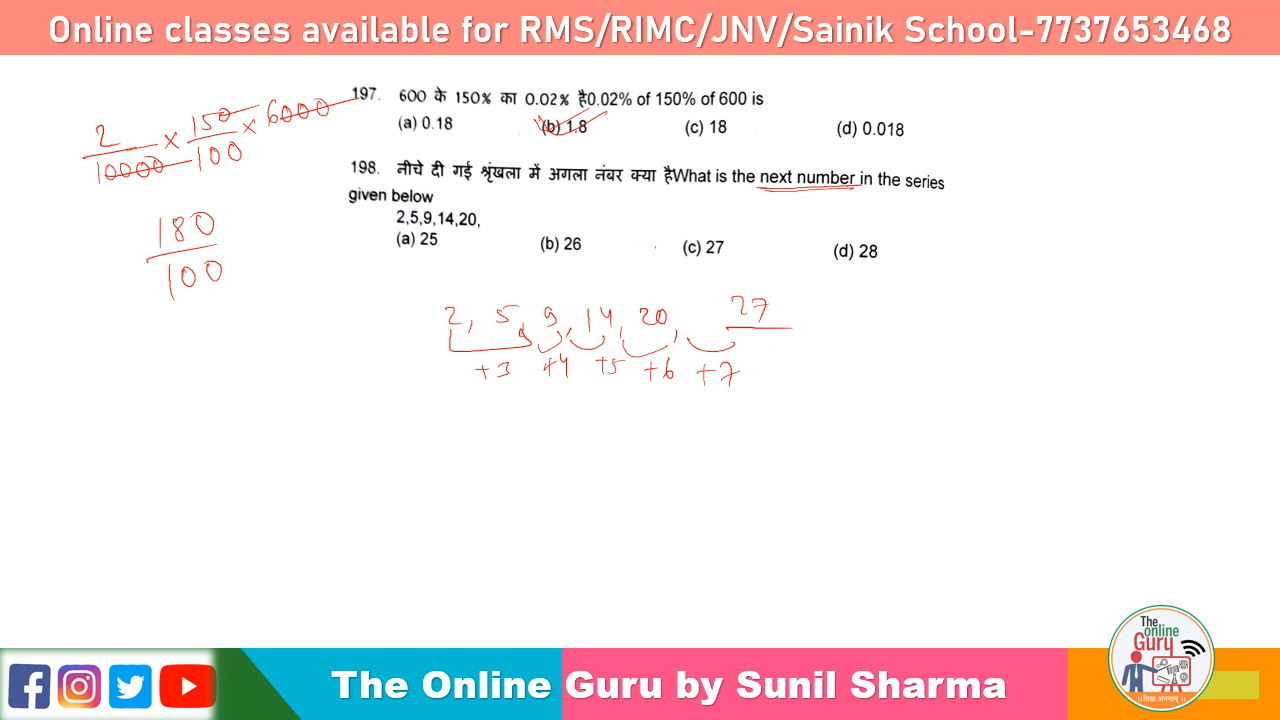 Online classes available for RMS/RIMC/JNV/Sainik School-7737653468
197. 600 के 150% का 0.02% है0.02% of 150% of 600 is
(a) 0.18 (b) 1.8 (c) 18 (d) 0.018
2/10000 × 150/100 × 6000
180/100
198. नीचे दी गई श्रृंखला में अगला नंबर क्या हैWhat is the next number in the series
given below
2,5,9,14,20,
(a) 25 (b) 26 (c) 27 (d) 28
2, 5, 9, 14, 20, 27
+3 +4 +5 +6 +7
The Online Guru by Sunil Sharma
The
online
Gury